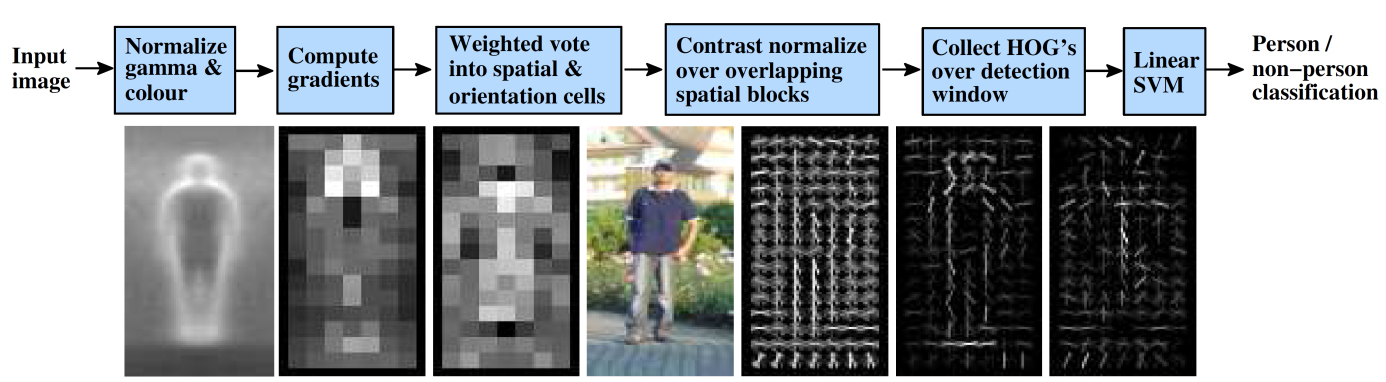 Input
image
Normalize
gamma &
colour
Compute
gradients
Weighted vote
into spatial &
orientation cells
Contrast normalize
over overlapping
spatial blocks
Collect HOG's
over detection
window
Linear
SVM
Person /
non−person
classification